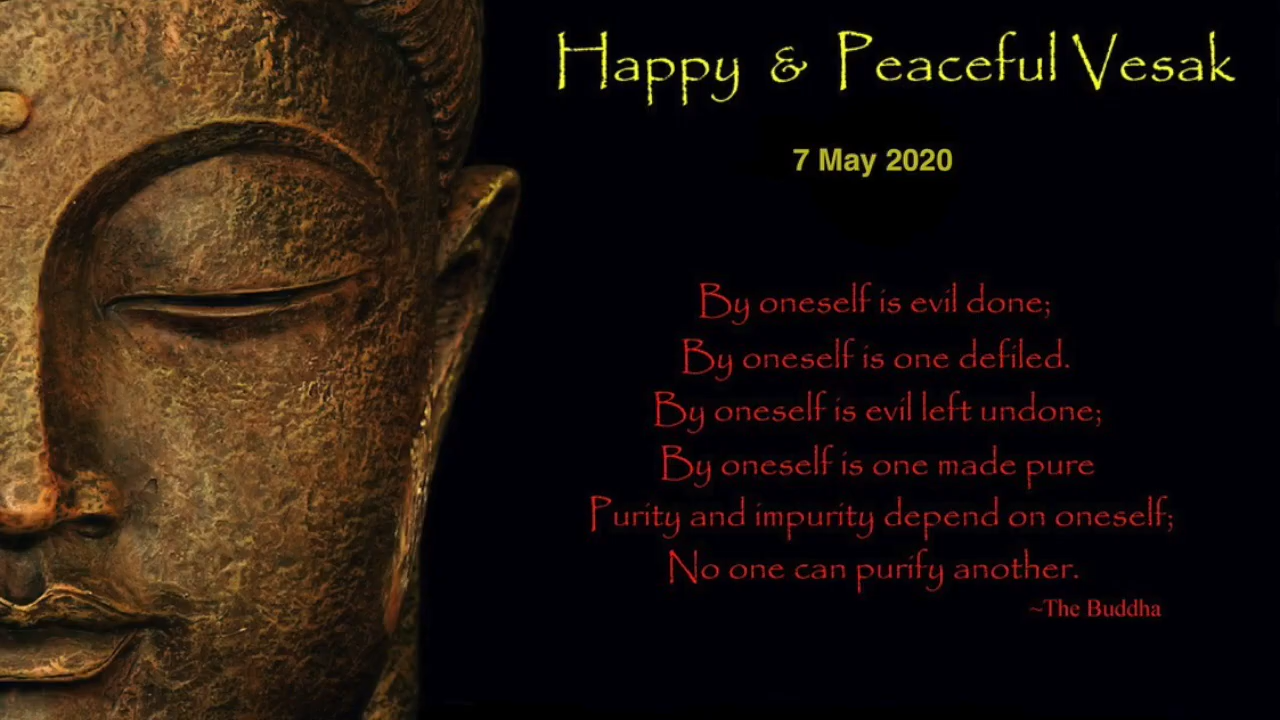 Happy & Peaceful Vesak
7 May 2020
By oneself is evil done;
By oneself is one defiled.
By oneself is evil left undone;
By oneself is one made pure
Purity and impurity depend on oneself;
No one can purify another.
~The Buddha